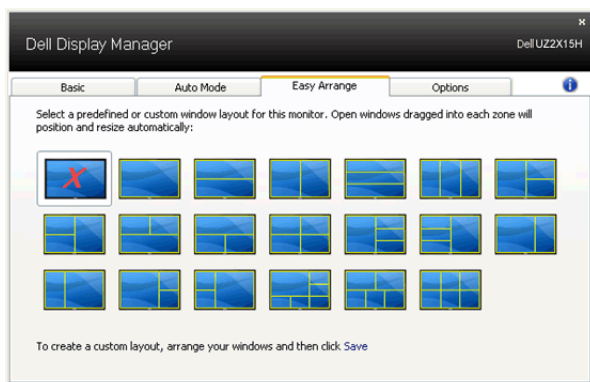 ×
Dell Display Manager
Dell UZ2X15H
Basic Auto Mode Easy Arrange Options i
Select a predefined or custom window layout for this monitor. Open windows dragged into each zone will
position and resize automatically:
X
To create a custom layout, arrange your windows and then click Save